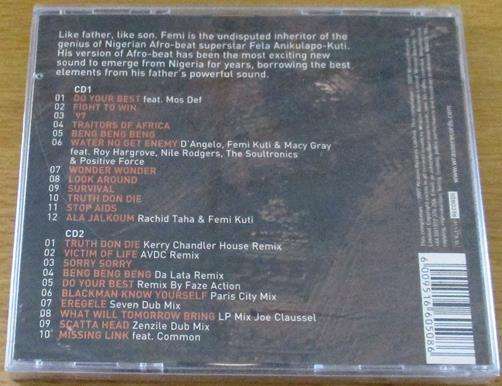 Like father, like son. Femi is the undisputed inheritor of the
genius of Nigerian Afro-beat superstar Fela Anikulapo-Kuti.
His version of Afro-beat has been the most exciting new
sound to emerge from Nigeria for years, borrowing the best
elements from his father's powerful sound.
CD1
01 DO YOUR BEST feat. Mos Def
02 FIGHT TO WIN
03 '97
04 TRAITORS OF AFRICA
05 BENG BENG BENG
06 WATER NO GET ENEMY D'Angelo, Femi Kuti & Macy Gray
feat. Roy Hargrove, Nile Rodgers, The Soultronics
& Positive Force
07 WONDER WONDER
08 LOOK AROUND
09 SURVIVAL
10 TRUTH DON DIE
11 STOP AIDS
12 ALA JALKOUM Rachid Taha & Femi Kuti
CD2
01 TRUTH DON DIE Kerry Chandler House Remix
02 VICTIM OF LIFE AVDC Remix
03 SORRY SORRY
04 BENG BENG BENG Da Lata Remix
05 DO YOUR BEST Remix By Faze Action
06 BLACKMAN KNOW YOURSELF Paris City Mix
07 EREGELE Seven Dub Mix
08 WHAT WILL TOMORROW BRING LP Mix Joe Claussel
09 SCATTA HEAD Zenzile Dub Mix
10 MISSING LINK feat. Common
6009516605086